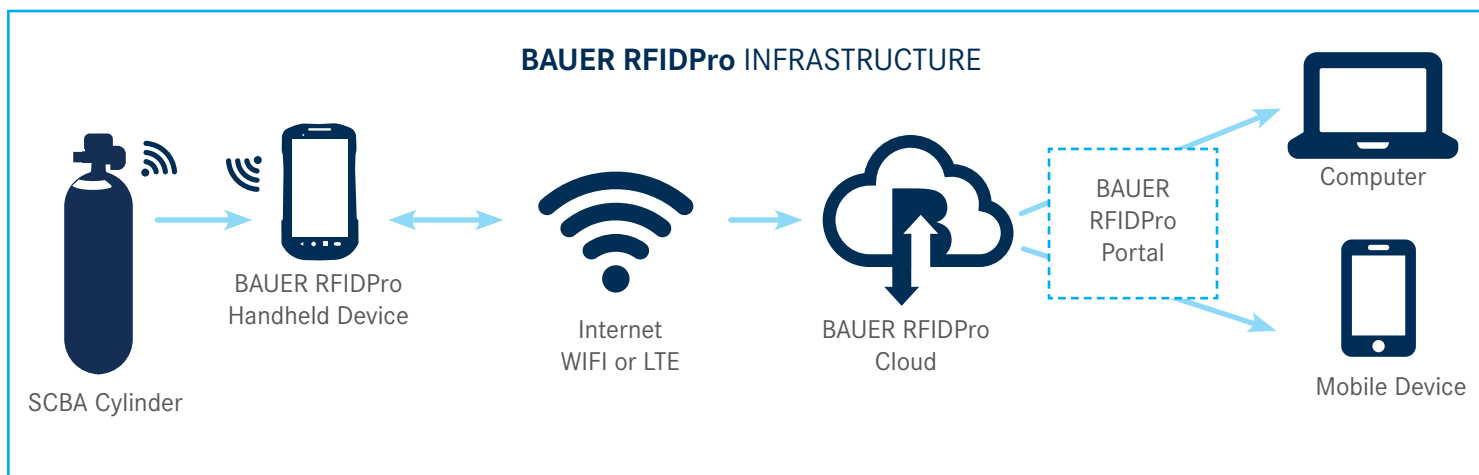 BAUER RFIDPro INFRASTRUCTURE
SCBA Cylinder
BAUER RFIDPro
Handheld Device
Internet
WIFI or LTE
B
BAUER RFIDPro
Cloud
BAUER
RFIDPro
Portal
Computer
Mobile Device